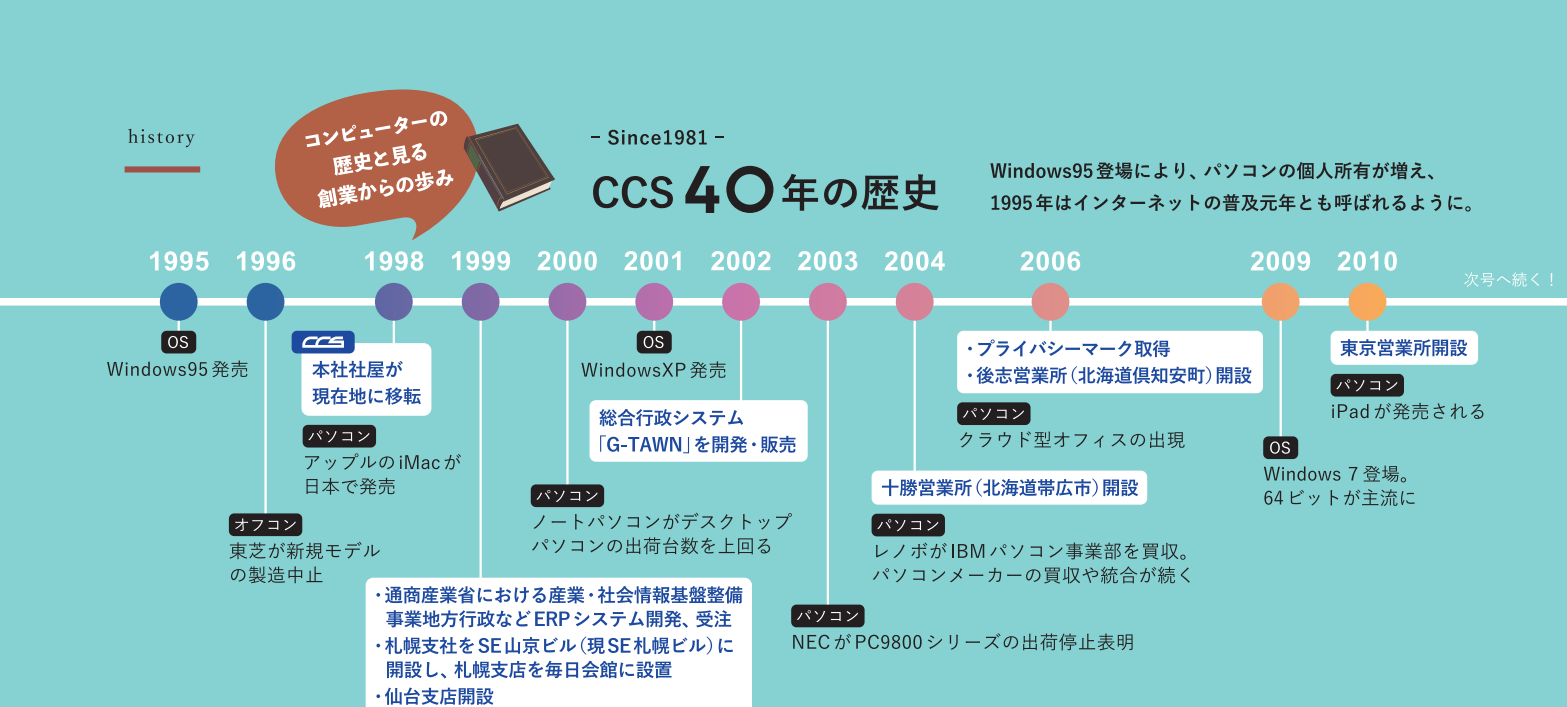 history
コンピューターの
歴史と見る
創業からの歩み
– Since1981 –
CCS 40年の歴史
Windows95登場により、パソコンの個人所有が増え、
1995年はインターネットの普及元年とも呼ばれるように。
1995 1996 1998 1999 2000 2001 2002 2003 2004 2006 2009 2010
次号へ続く！
OS
Windows95発売
オフコン
東芝が新規モデル
の製造中止
CCS
本社社屋が
現在地に移転
パソコン
アップルのiMacが
日本で発売
・通商産業省における産業・社会情報基盤整備
事業地方行政などERPシステム開発、受注
・札幌支社をSE山京ビル（現SE札幌ビル）に
開設し、札幌支店を毎日会館に設置
・仙台支店開設
パソコン
ノートパソコンがデスクトップ
パソコンの出荷台数を上回る
OS
WindowsXP発売
総合行政システム
「G-TAWN」を開発・販売
パソコン
NECがPC9800シリーズの出荷停止表明
十勝営業所（北海道帯広市）開設
パソコン
レノボがIBMパソコン事業部を買収。
パソコンメーカーの買収や統合が続く
・プライバシーマーク取得
・後志営業所（北海道倶知安町）開設
パソコン
クラウド型オフィスの出現
OS
Windows 7登場。
64ビットが主流に
東京営業所開設
パソコン
iPadが発売される